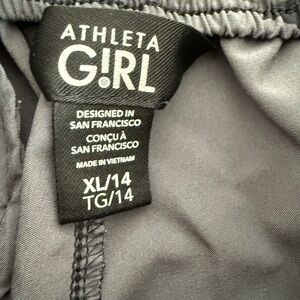 ATHLETA
G!RL
DESIGNED IN
SAN FRANCISCO
CONÇU À
SAN FRANCISCO
MADE IN VIETNAM
XL/14
TG/14